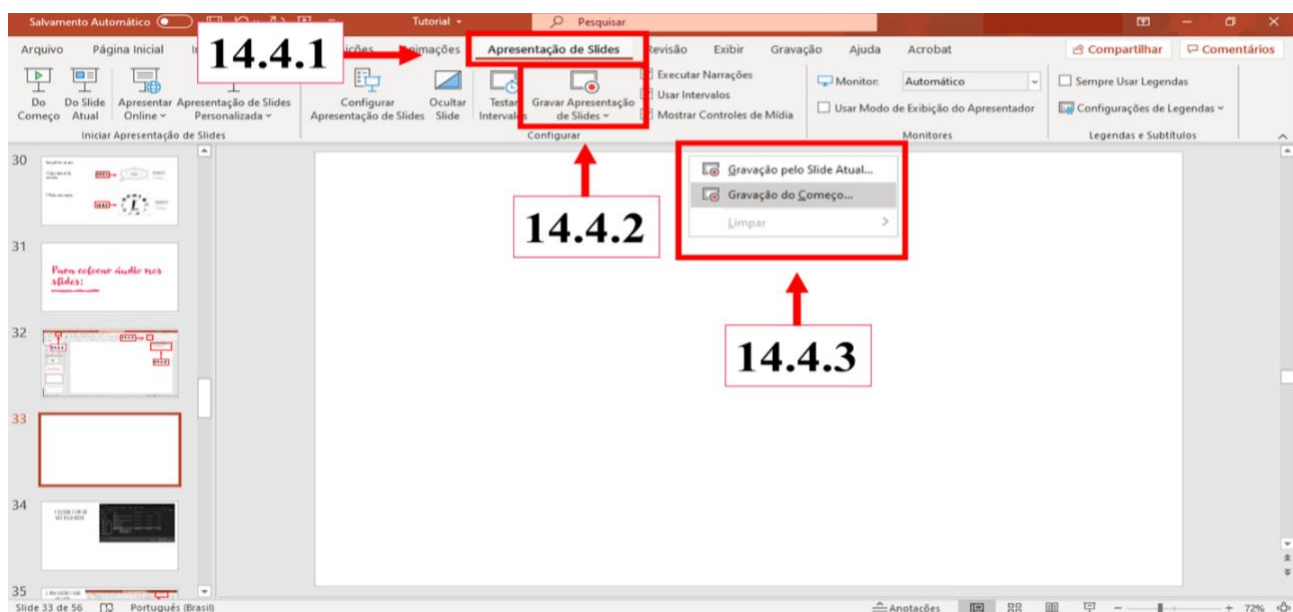 Salvamento Automático
Tutorial
Pesquisar
Arquivo Página Inicial
14.4.1
Animações Apresentação de Slides Revisão Exibir Gravação Ajuda Acrobat
Compartilhar Comentários
Do Começo
Do Slide Atual
Apresentar Online
Apresentação de Slides Personalizada
Iniciar Apresentação de Slides
Configurar Apresentação de Slides
Ocultar Slide
Testar Intervalos
Gravar Apresentação de Slides
Executar Narrações
Usar Intervalos
Mostrar Controles de Mídia
Configurar
Monitor: Automático
Usar Modo de Exibição do Apresentador
Monitores
Sempre Usar Legendas
Configurações de Legendas
Legendas e Subtítulos
Gravação pelo Slide Atual...
Gravação do Começo...
Limpar
14.4.2
14.4.3
30
31
Para colocar áudio nos
slides:
32
33
34
35
Slide 33 de 56 Português (Brasil)
Anotações
72%